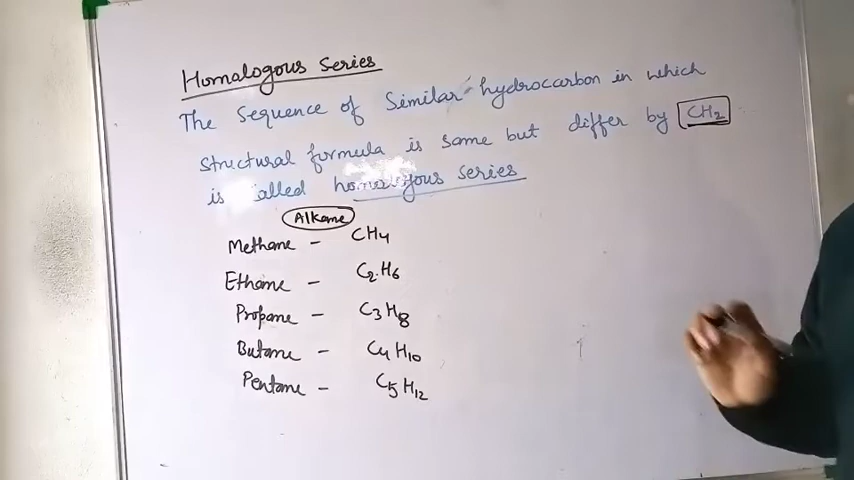 Homologous Series
The Sequence of Similar hydrocarbon in which
structural formula is same but differ by CH2
is called homologous series
Alkane
Methane - CH4
Ethane - C2H6
Propane - C3H8
Butane - C4H10
Pentane - C5H12